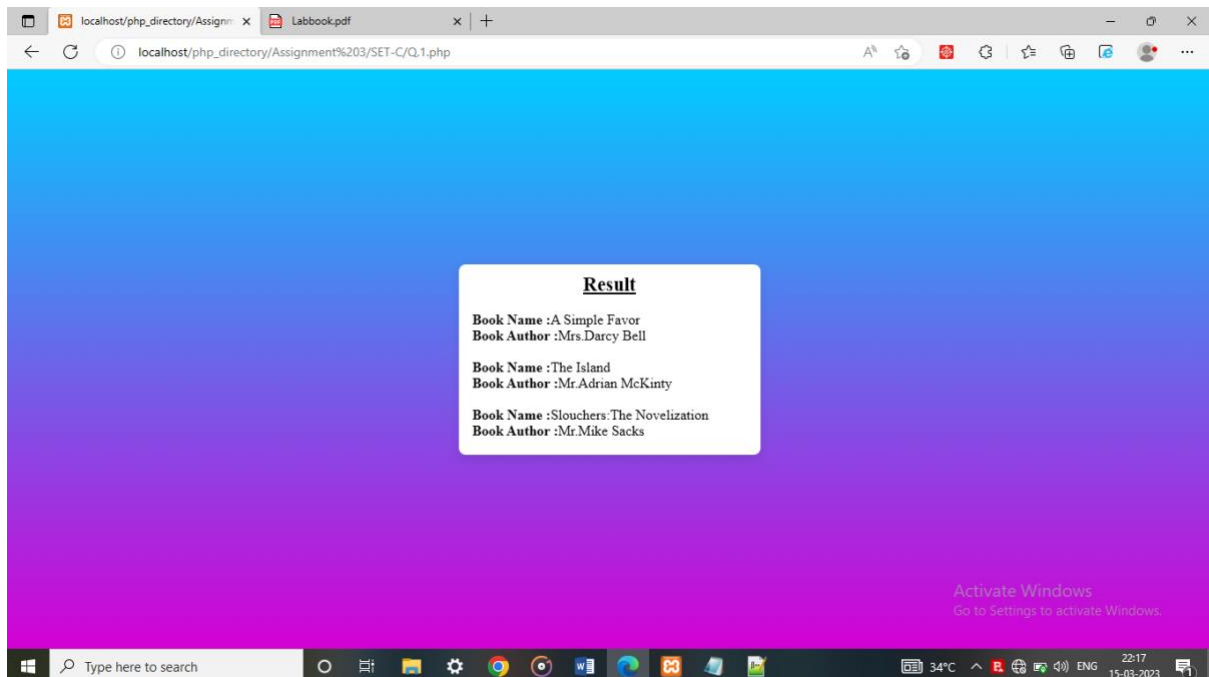 localhost/php_directory/Assignm
Labbook.pdf
localhost/php_directory/Assignment%203/SET-C/Q.1.php
Result
Book Name :A Simple Favor
Book Author :Mrs.Darcy Bell
Book Name :The Island
Book Author :Mr.Adrian McKinty
Book Name :Slouchers:The Novelization
Book Author :Mr.Mike Sacks
Activate Windows
Go to Settings to activate Windows.
Type here to search
34°C
ENG
22:17
15-03-2023